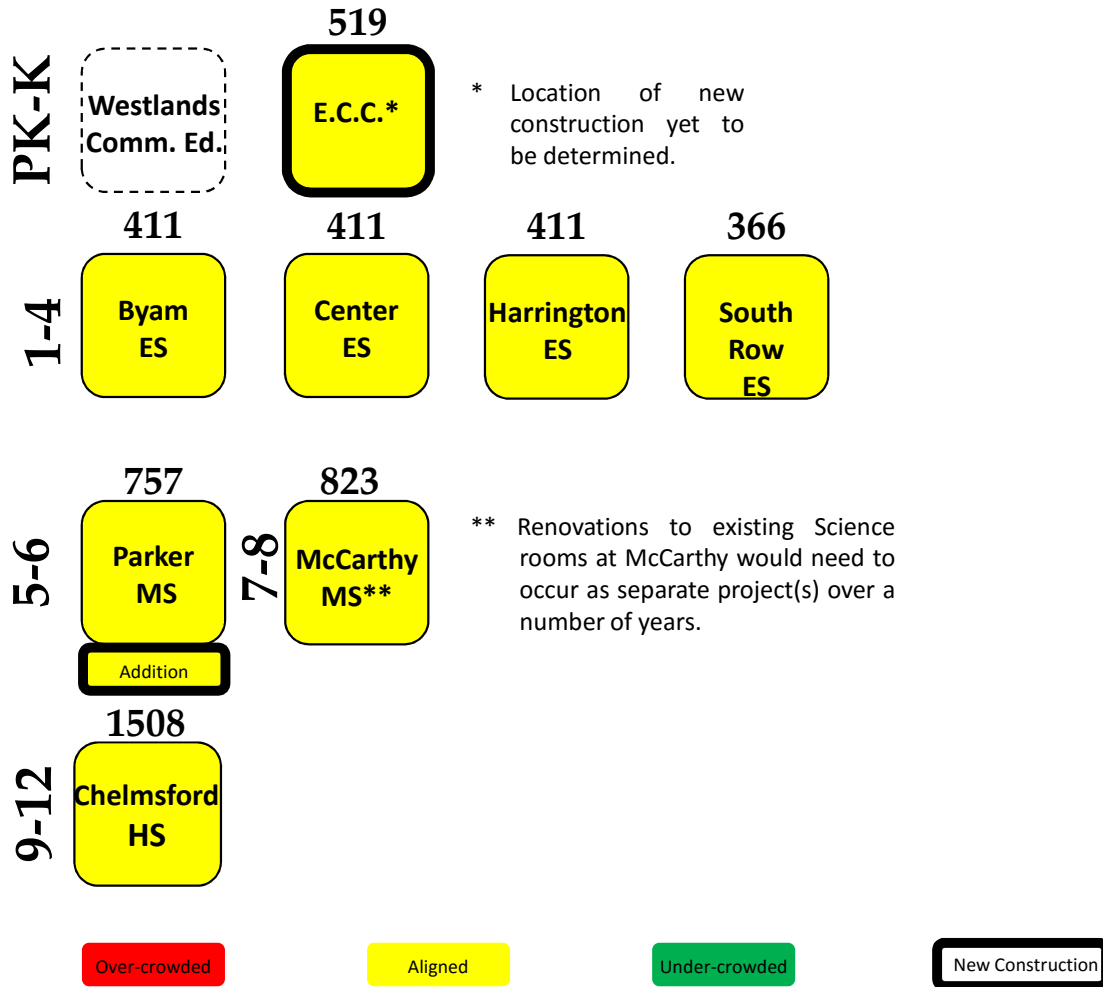 PK-K
519
Westlands
Comm. Ed.
E.C.C.*
* Location of new
construction yet to
be determined.
1-4
411
411
411
366
Byam
ES
Center
ES
Harrington
ES
South
Row
ES
5-6
757
Parker
MS
Addition
7-8
823
McCarthy
MS**
** Renovations to existing Science
rooms at McCarthy would need to
occur as separate project(s) over a
number of years.
9-12
1508
Chelmsford
HS
Over-crowded
Aligned
Under-crowded
New Construction